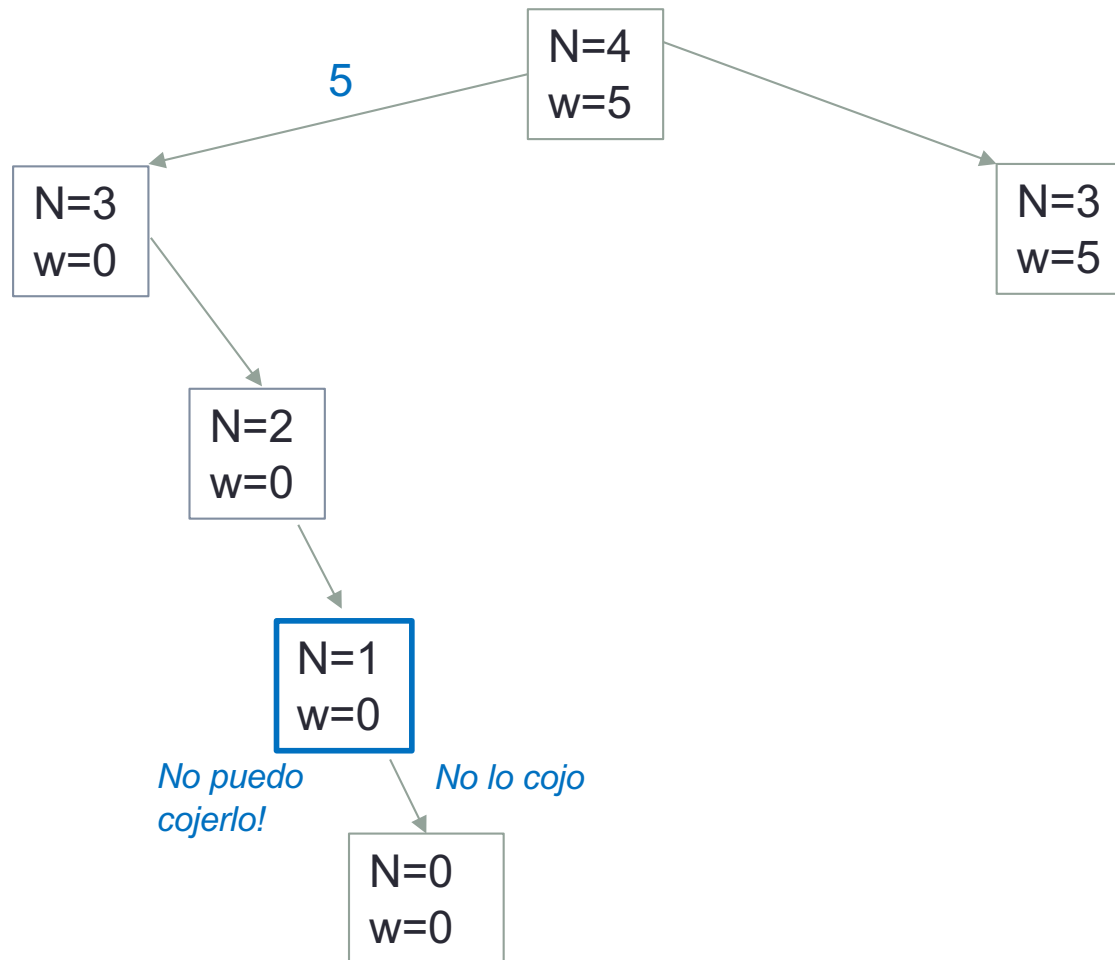 N=4
w=5
5
N=3
w=0
N=3
w=5
N=2
w=0
N=1
w=0
No puedo
cojerlo!
No lo cojo
N=0
w=0